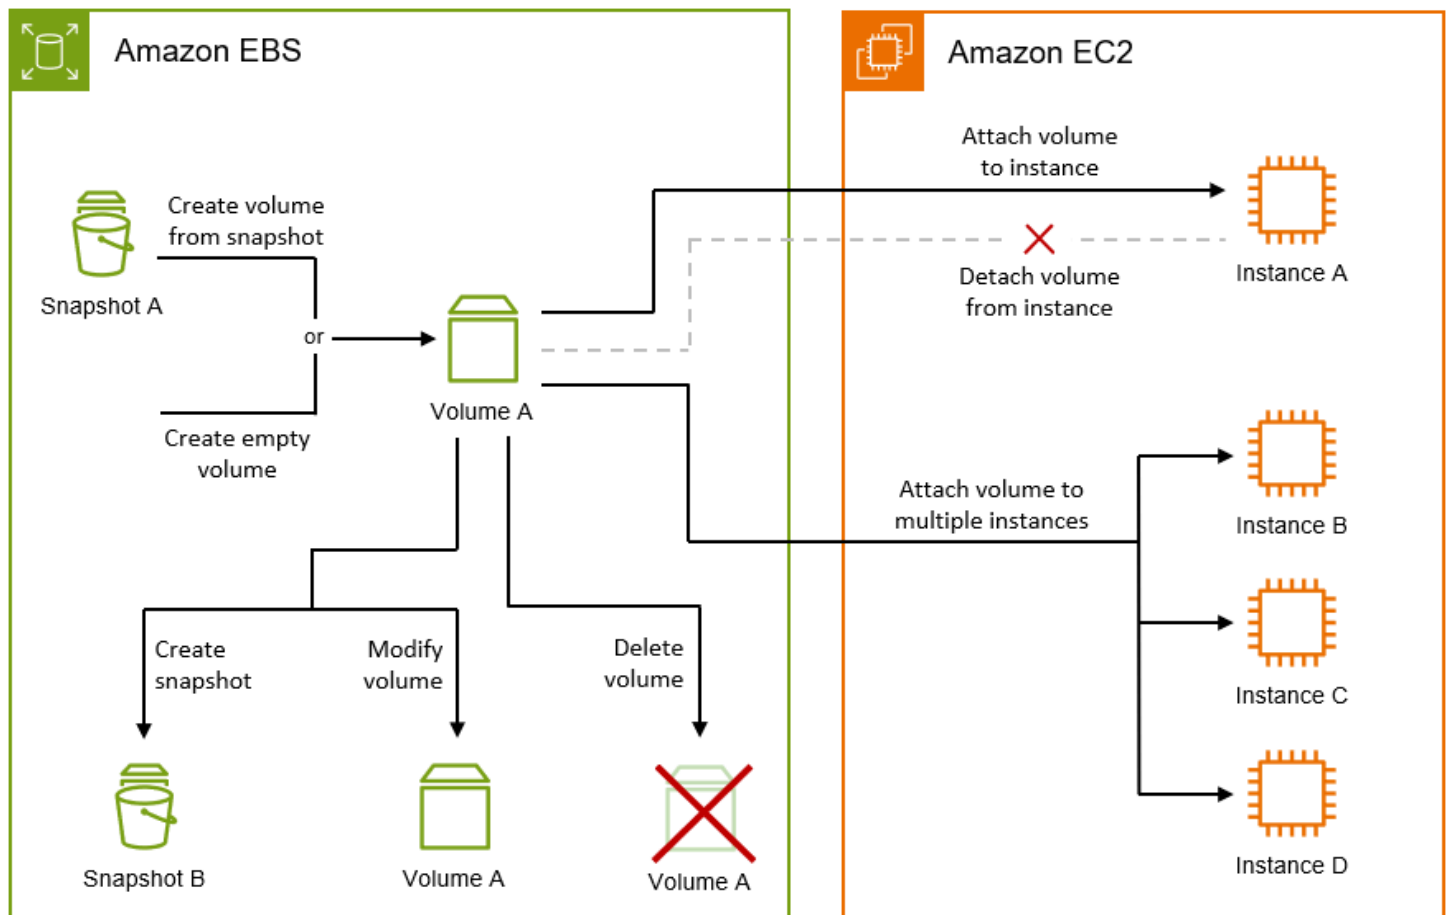 Amazon EBS
Amazon EC2
Attach volume
to instance
Create volume
from snapshot
Detach volume
from instance
Instance A
Snapshot A
or
Volume A
Create empty
volume
Attach volume to
multiple instances
Instance B
Create
snapshot
Modify
volume
Delete
volume
Instance C
Snapshot B
Volume A
Volume A
Instance D